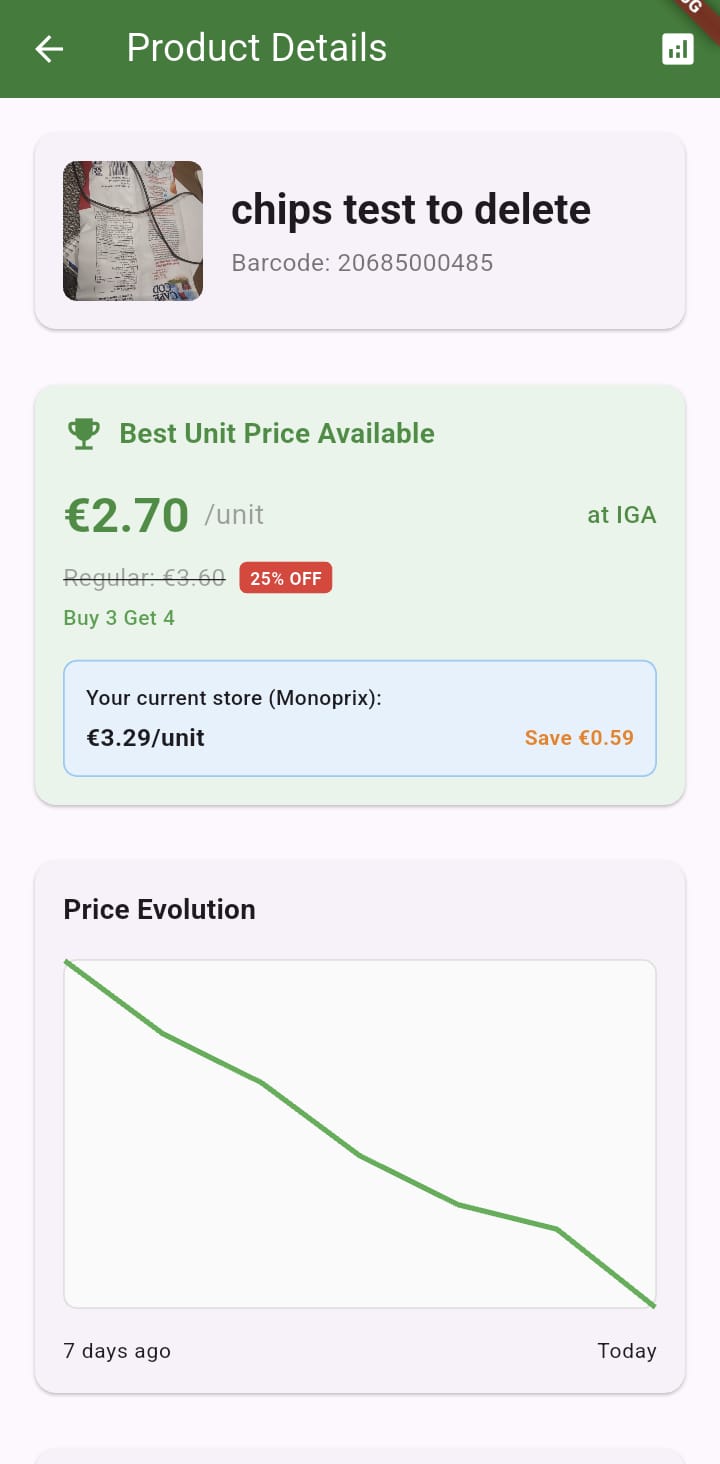 Product Details
chips test to delete
Barcode: 20685000485
Best Unit Price Available
€2.70 /unit
at IGA
Regular: €3.60
25% OFF
Buy 3 Get 4
Your current store (Monoprix):
€3.29/unit
Save €0.59
Price Evolution
7 days ago
Today